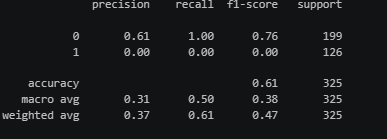 precision recall f1-score support
0 0.61 1.00 0.76 199
1 0.00 0.00 0.00 126
accuracy 0.61 325
macro avg 0.31 0.50 0.38 325
weighted avg 0.37 0.61 0.47 325